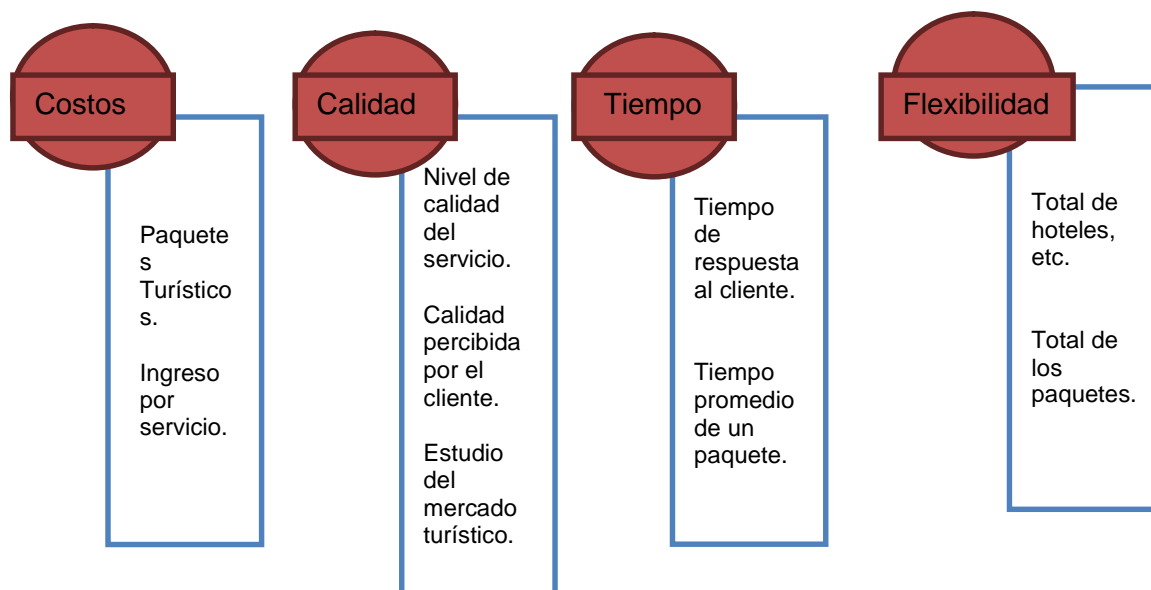 Costos
Paquete
s
Turístico
s.
Ingreso
por
servicio.
Calidad
Nivel de
calidad
del
servicio.
Calidad
percibida
por el
cliente.
Estudio
del
mercado
turístico.
Tiempo
Tiempo
de
respuesta
al cliente.
Tiempo
promedio
de un
paquete.
Flexibilidad
Total de
hoteles,
etc.
Total de
los
paquetes.